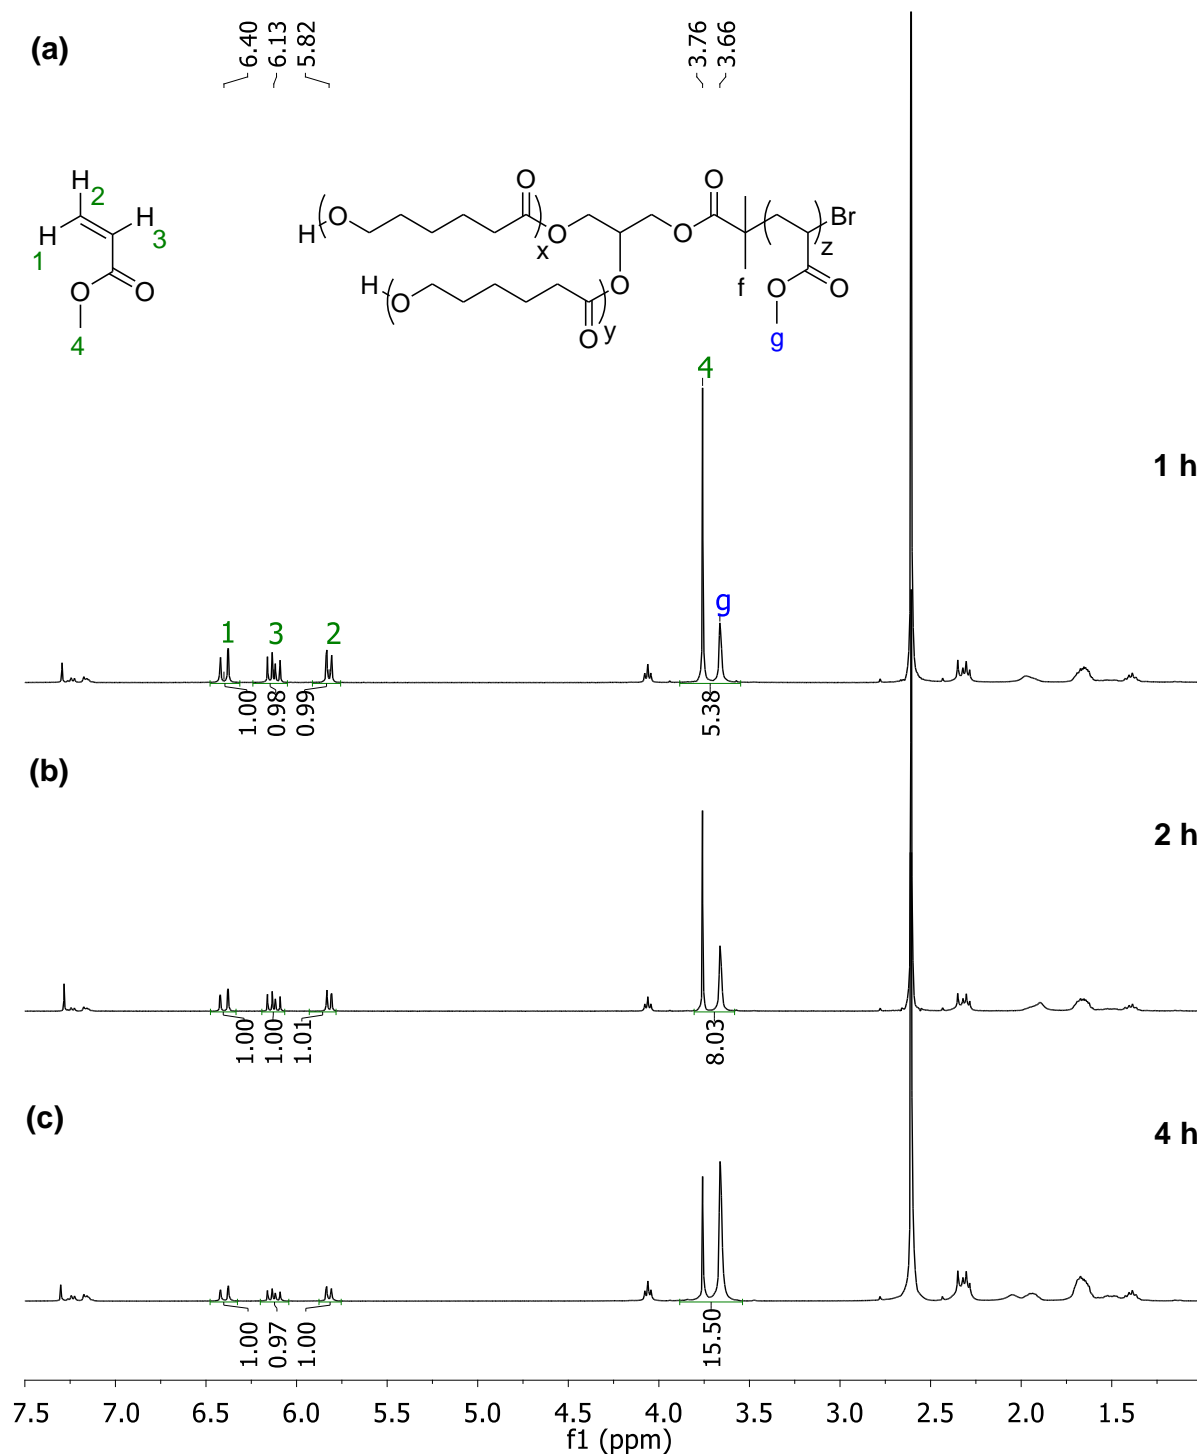 (a)
6.40
6.13
5.82
3.76
3.66
H
2
H
H
1
3
O
O
4
H
O
O
x
O
O
O
Br
z
f
O
O
g
H
O
O
O
y
4
g
1 h
1
3
2
1.00
0.98
0.99
5.38
(b)
2 h
1.00
1.00
1.01
8.03
(c)
4 h
1.00
0.97
1.00
15.50
7.5 7.0 6.5 6.0 5.5 5.0 4.5 4.0 3.5 3.0 2.5 2.0 1.5
f1 (ppm)